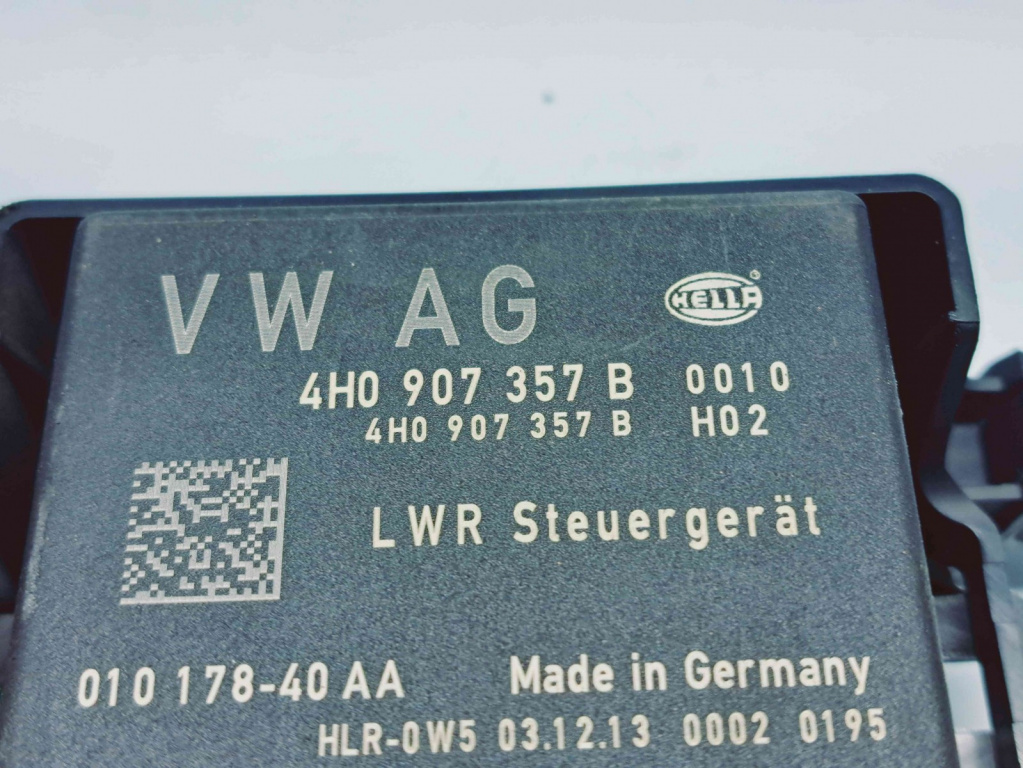 VW AG HELLA®
4H0 907 357 B 0010
4H0 907 357 B H02
LWR Steuergerät
010 178-40 AA Made in Germany
HLR-0W5 03.12.13 0002 0195